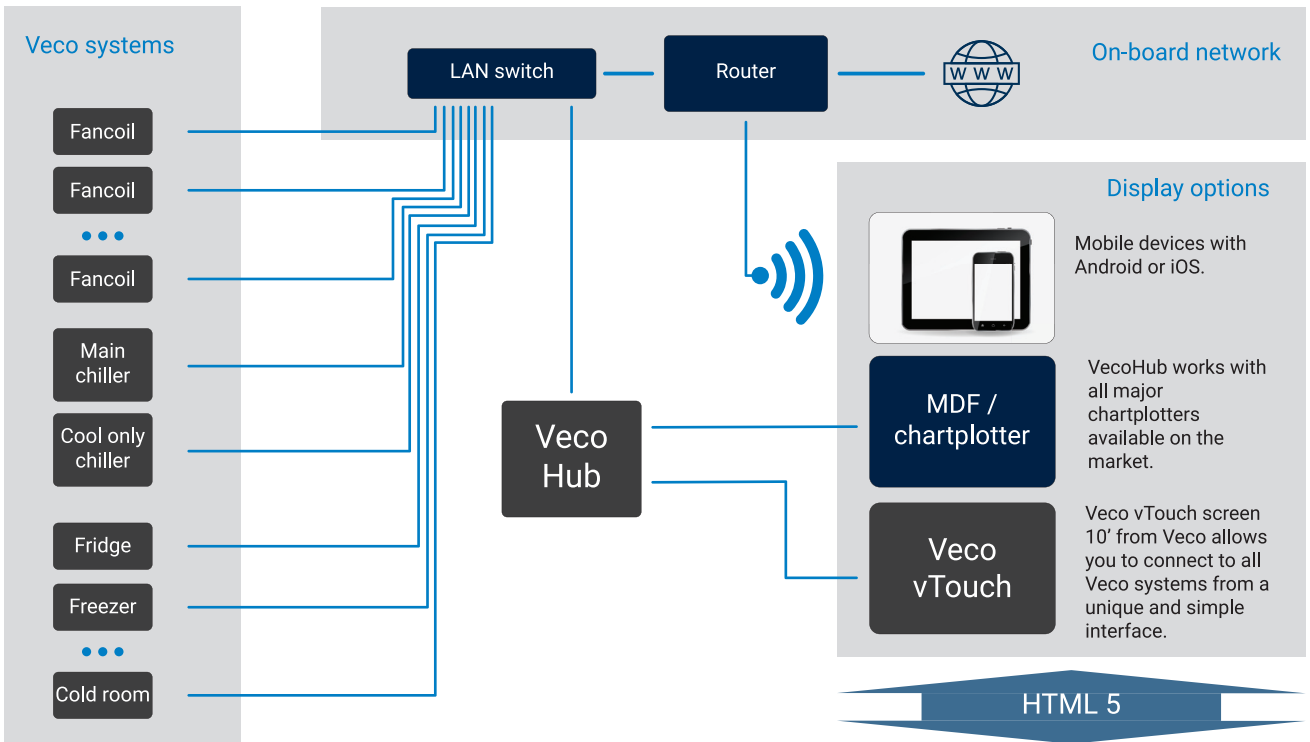 Veco systems
Fancoil
Fancoil
Fancoil
Main
chiller
Cool only
chiller
Fridge
Freezer
Cold room
LAN switch
Router
WWW
On-board network
Veco
Hub
Display options
Mobile devices with
Android or iOS.
MDF /
chartplotter
VecoHub works with
all major
chartplotters
available on the
market.
Veco
vTouch
Veco vTouch screen
10’ from Veco allows
you to connect to all
Veco systems from a
unique and simple
interface.
HTML 5